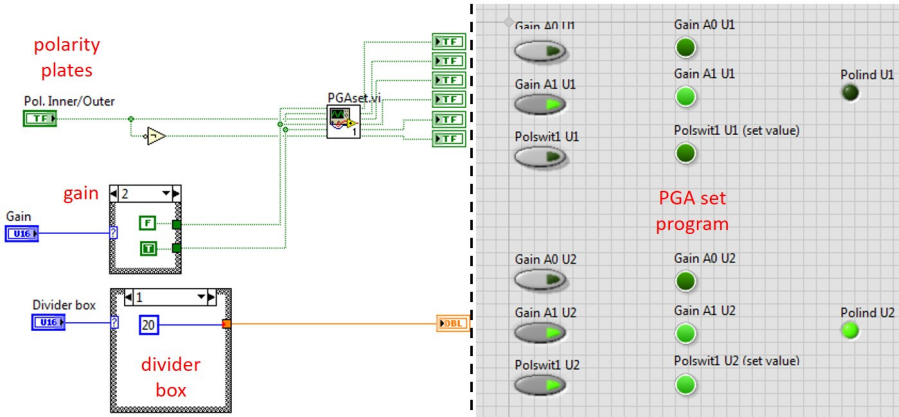 polarity
plates
Pol. Inner/Outer
TF
PGAset.vi
1
TF
TF
TF
TF
TF
TF
gain
2
Gain
U16
?
F
T
Divider box
U16
?
1
20
DBL
divider
box
Gain A0 U1
Gain A0 U1
Gain A1 U1
Gain A1 U1
Polind U1
Polswit1 U1
Polswit1 U1 (set value)
PGA set
program
Gain A0 U2
Gain A0 U2
Gain A1 U2
Gain A1 U2
Polind U2
Polswit1 U2
Polswit1 U2 (set value)